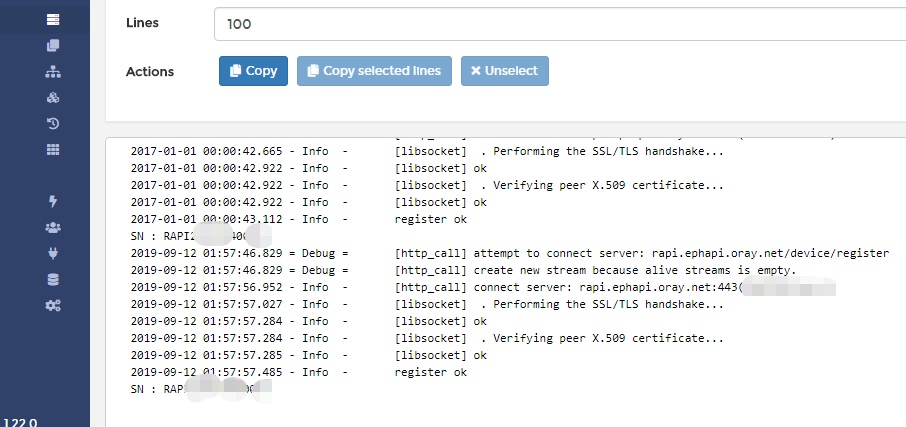 Lines
100
Actions
Copy
Copy selected lines
Unselect
2017-01-01 00:00:42.665 - Info  -       [libsocket]  . Performing the SSL/TLS handshake...
2017-01-01 00:00:42.922 - Info  -       [libsocket] ok
2017-01-01 00:00:42.922 - Info  -       [libsocket]  . Verifying peer X.509 certificate...
2017-01-01 00:00:42.922 - Info  -       [libsocket] ok
2017-01-01 00:00:43.112 - Info  -       register ok
SN :
2019-09-12 01:57:46.829 = Debug =       [http_call] attempt to connect server: rapi.ephapi.oray.net/device/register
2019-09-12 01:57:46.829 = Debug =       [http_call] create new stream because alive streams is empty.
2019-09-12 01:57:56.952 - Info  -       [http_call] connect server: rapi.ephapi.oray.net:443(
2019-09-12 01:57:57.027 - Info  -       [libsocket]  . Performing the SSL/TLS handshake...
2019-09-12 01:57:57.284 - Info  -       [libsocket] ok
2019-09-12 01:57:57.284 - Info  -       [libsocket]  . Verifying peer X.509 certificate...
2019-09-12 01:57:57.285 - Info  -       [libsocket] ok
2019-09-12 01:57:57.485 - Info  -       register ok
SN :
1.22.0